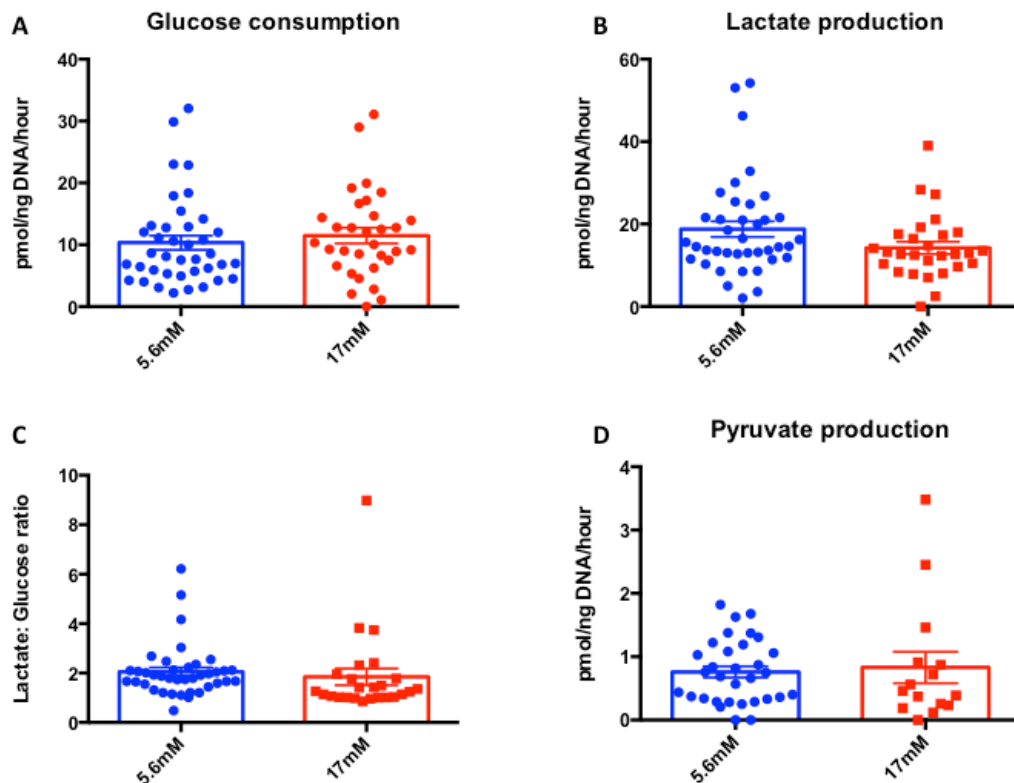 A
Glucose consumption
pmol/ng DNA/hour
40
30
20
10
0
5.6mM
17mM
B
Lactate production
pmol/ng DNA/hour
60
40
20
0
5.6mM
17mM
C
Lactate: Glucose ratio
10
8
6
4
2
0
5.6mM
17mM
D
Pyruvate production
pmol/ng DNA/hour
4
3
2
1
0
5.6mM
17mM